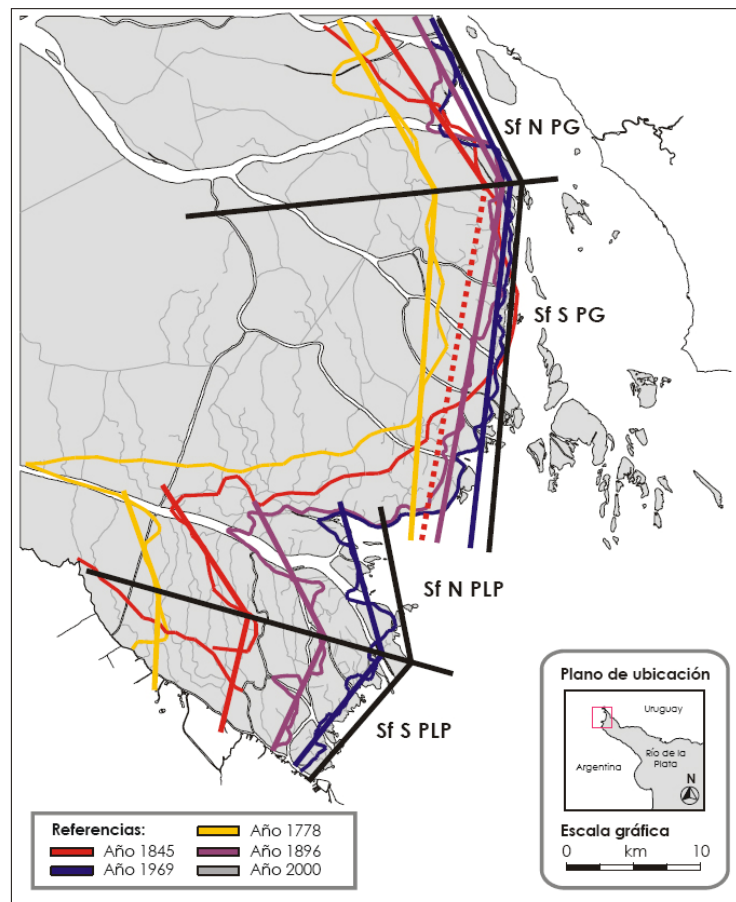 Sf N PG
Sf S PG
Sf N PLP
Sf S PLP
Plano de ubicación
Uruguay
Río de la
Plata
Argentina
N
Escala gráfica
0 km 10
Referencias:
Año 1778
Año 1845
Año 1896
Año 1969
Año 2000